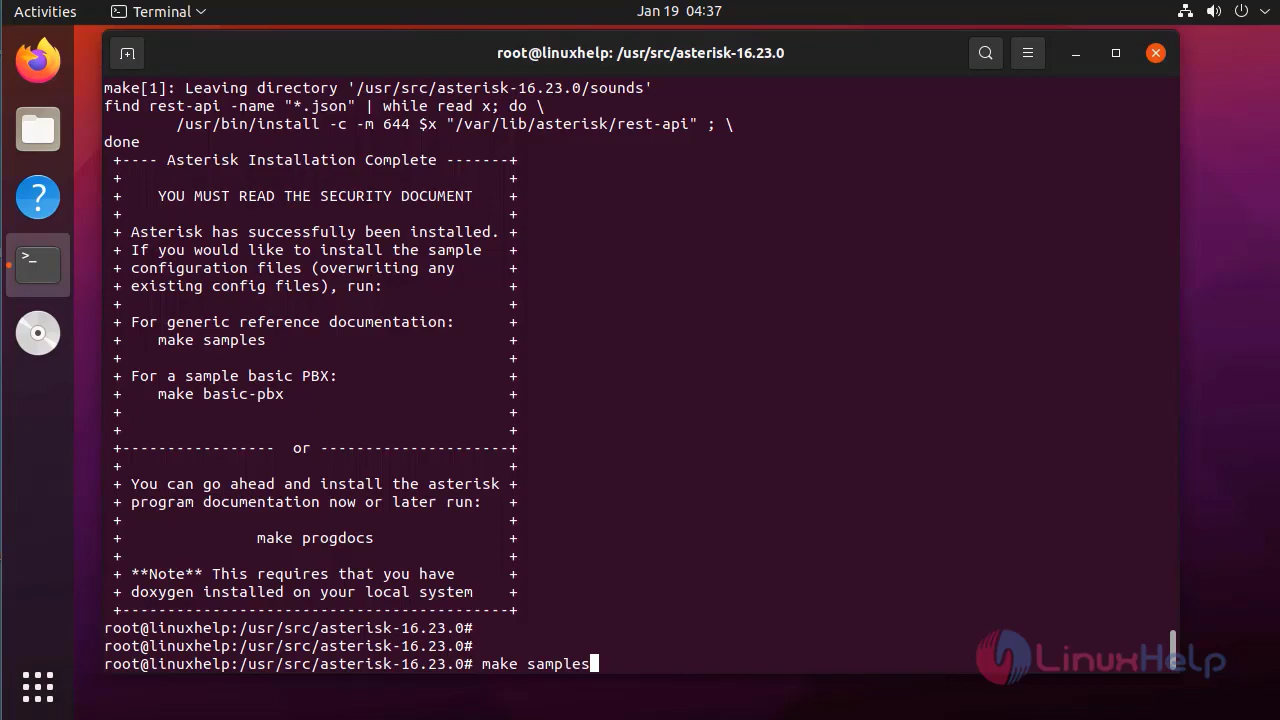 Activities
Terminal
Jan 19 04:37
root@linuxhelp: /usr/src/asterisk-16.23.0
make[1]: Leaving directory '/usr/src/asterisk-16.23.0/sounds'
find rest-api -name "*.json" | while read x; do \
/usr/bin/install -c -m 644 $x "/var/lib/asterisk/rest-api" ; \
done
+---- Asterisk Installation Complete -------+
+                                           +
+    YOU MUST READ THE SECURITY DOCUMENT    +
+                                           +
+ Asterisk has successfully been installed. +
+ If you would like to install the sample   +
+ configuration files (overwriting any      +
+ existing config files), run:              +
+                                           +
+ For generic reference documentation:      +
+    make samples                           +
+                                           +
+ For a sample basic PBX:                   +
+    make basic-pbx                         +
+                                           +
+                                           +
+-----------------  or ---------------------+
+                                           +
+ You can go ahead and install the asterisk +
+ program documentation now or later run:   +
+                                           +
+               make progdocs               +
+                                           +
+ **Note** This requires that you have      +
+ doxygen installed on your local system    +
+-------------------------------------------+
root@linuxhelp:/usr/src/asterisk-16.23.0#
root@linuxhelp:/usr/src/asterisk-16.23.0#
root@linuxhelp:/usr/src/asterisk-16.23.0# make samples
LinuxHelp